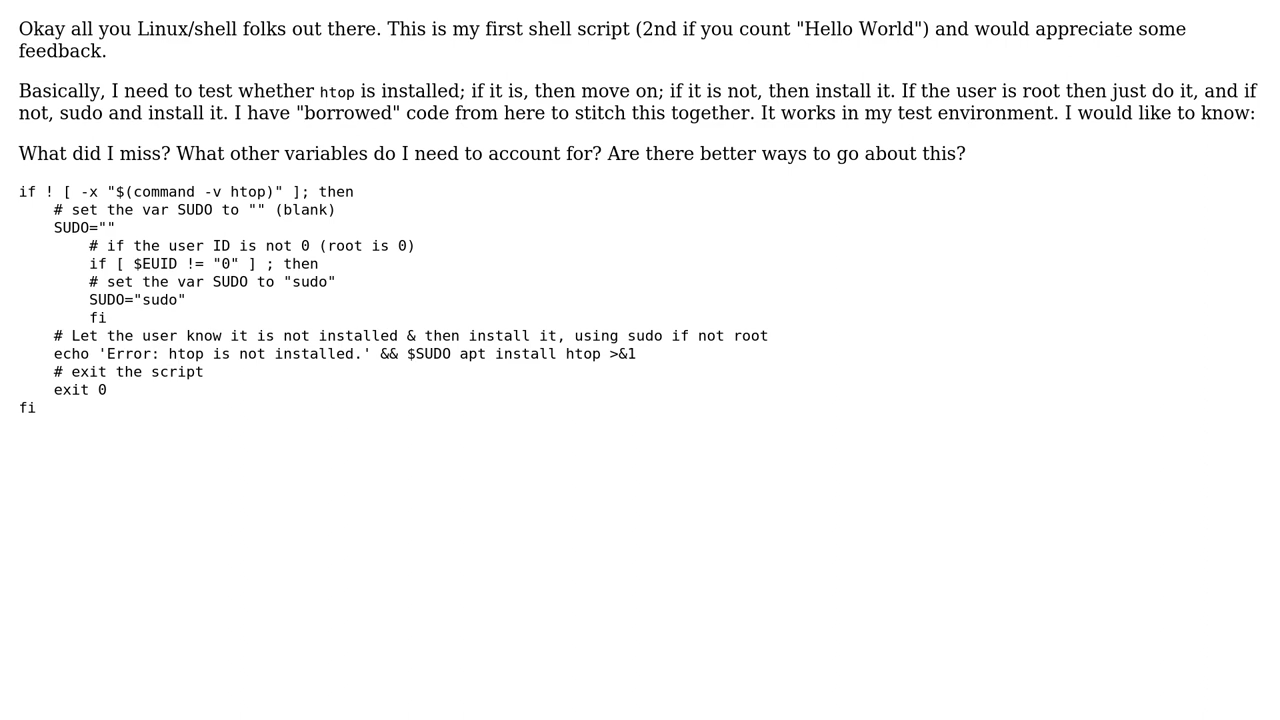 Okay all you Linux/shell folks out there. This is my first shell script (2nd if you count "Hello World") and would appreciate some
feedback.
Basically, I need to test whether htop is installed; if it is, then move on; if it is not, then install it. If the user is root then just do it, and if
not, sudo and install it. I have "borrowed" code from here to stitch this together. It works in my test environment. I would like to know:
What did I miss? What other variables do I need to account for? Are there better ways to go about this?
if ! [ -x "$(command -v htop)" ]; then
    # set the var SUDO to "" (blank)
    SUDO=""
        # if the user ID is not 0 (root is 0)
        if [ $EUID != "0" ] ; then
        # set the var SUDO to "sudo"
        SUDO="sudo"
        fi
    # Let the user know it is not installed & then install it, using sudo if not root
    echo 'Error: htop is not installed.' && $SUDO apt install htop >&1
    # exit the script
    exit 0
fi